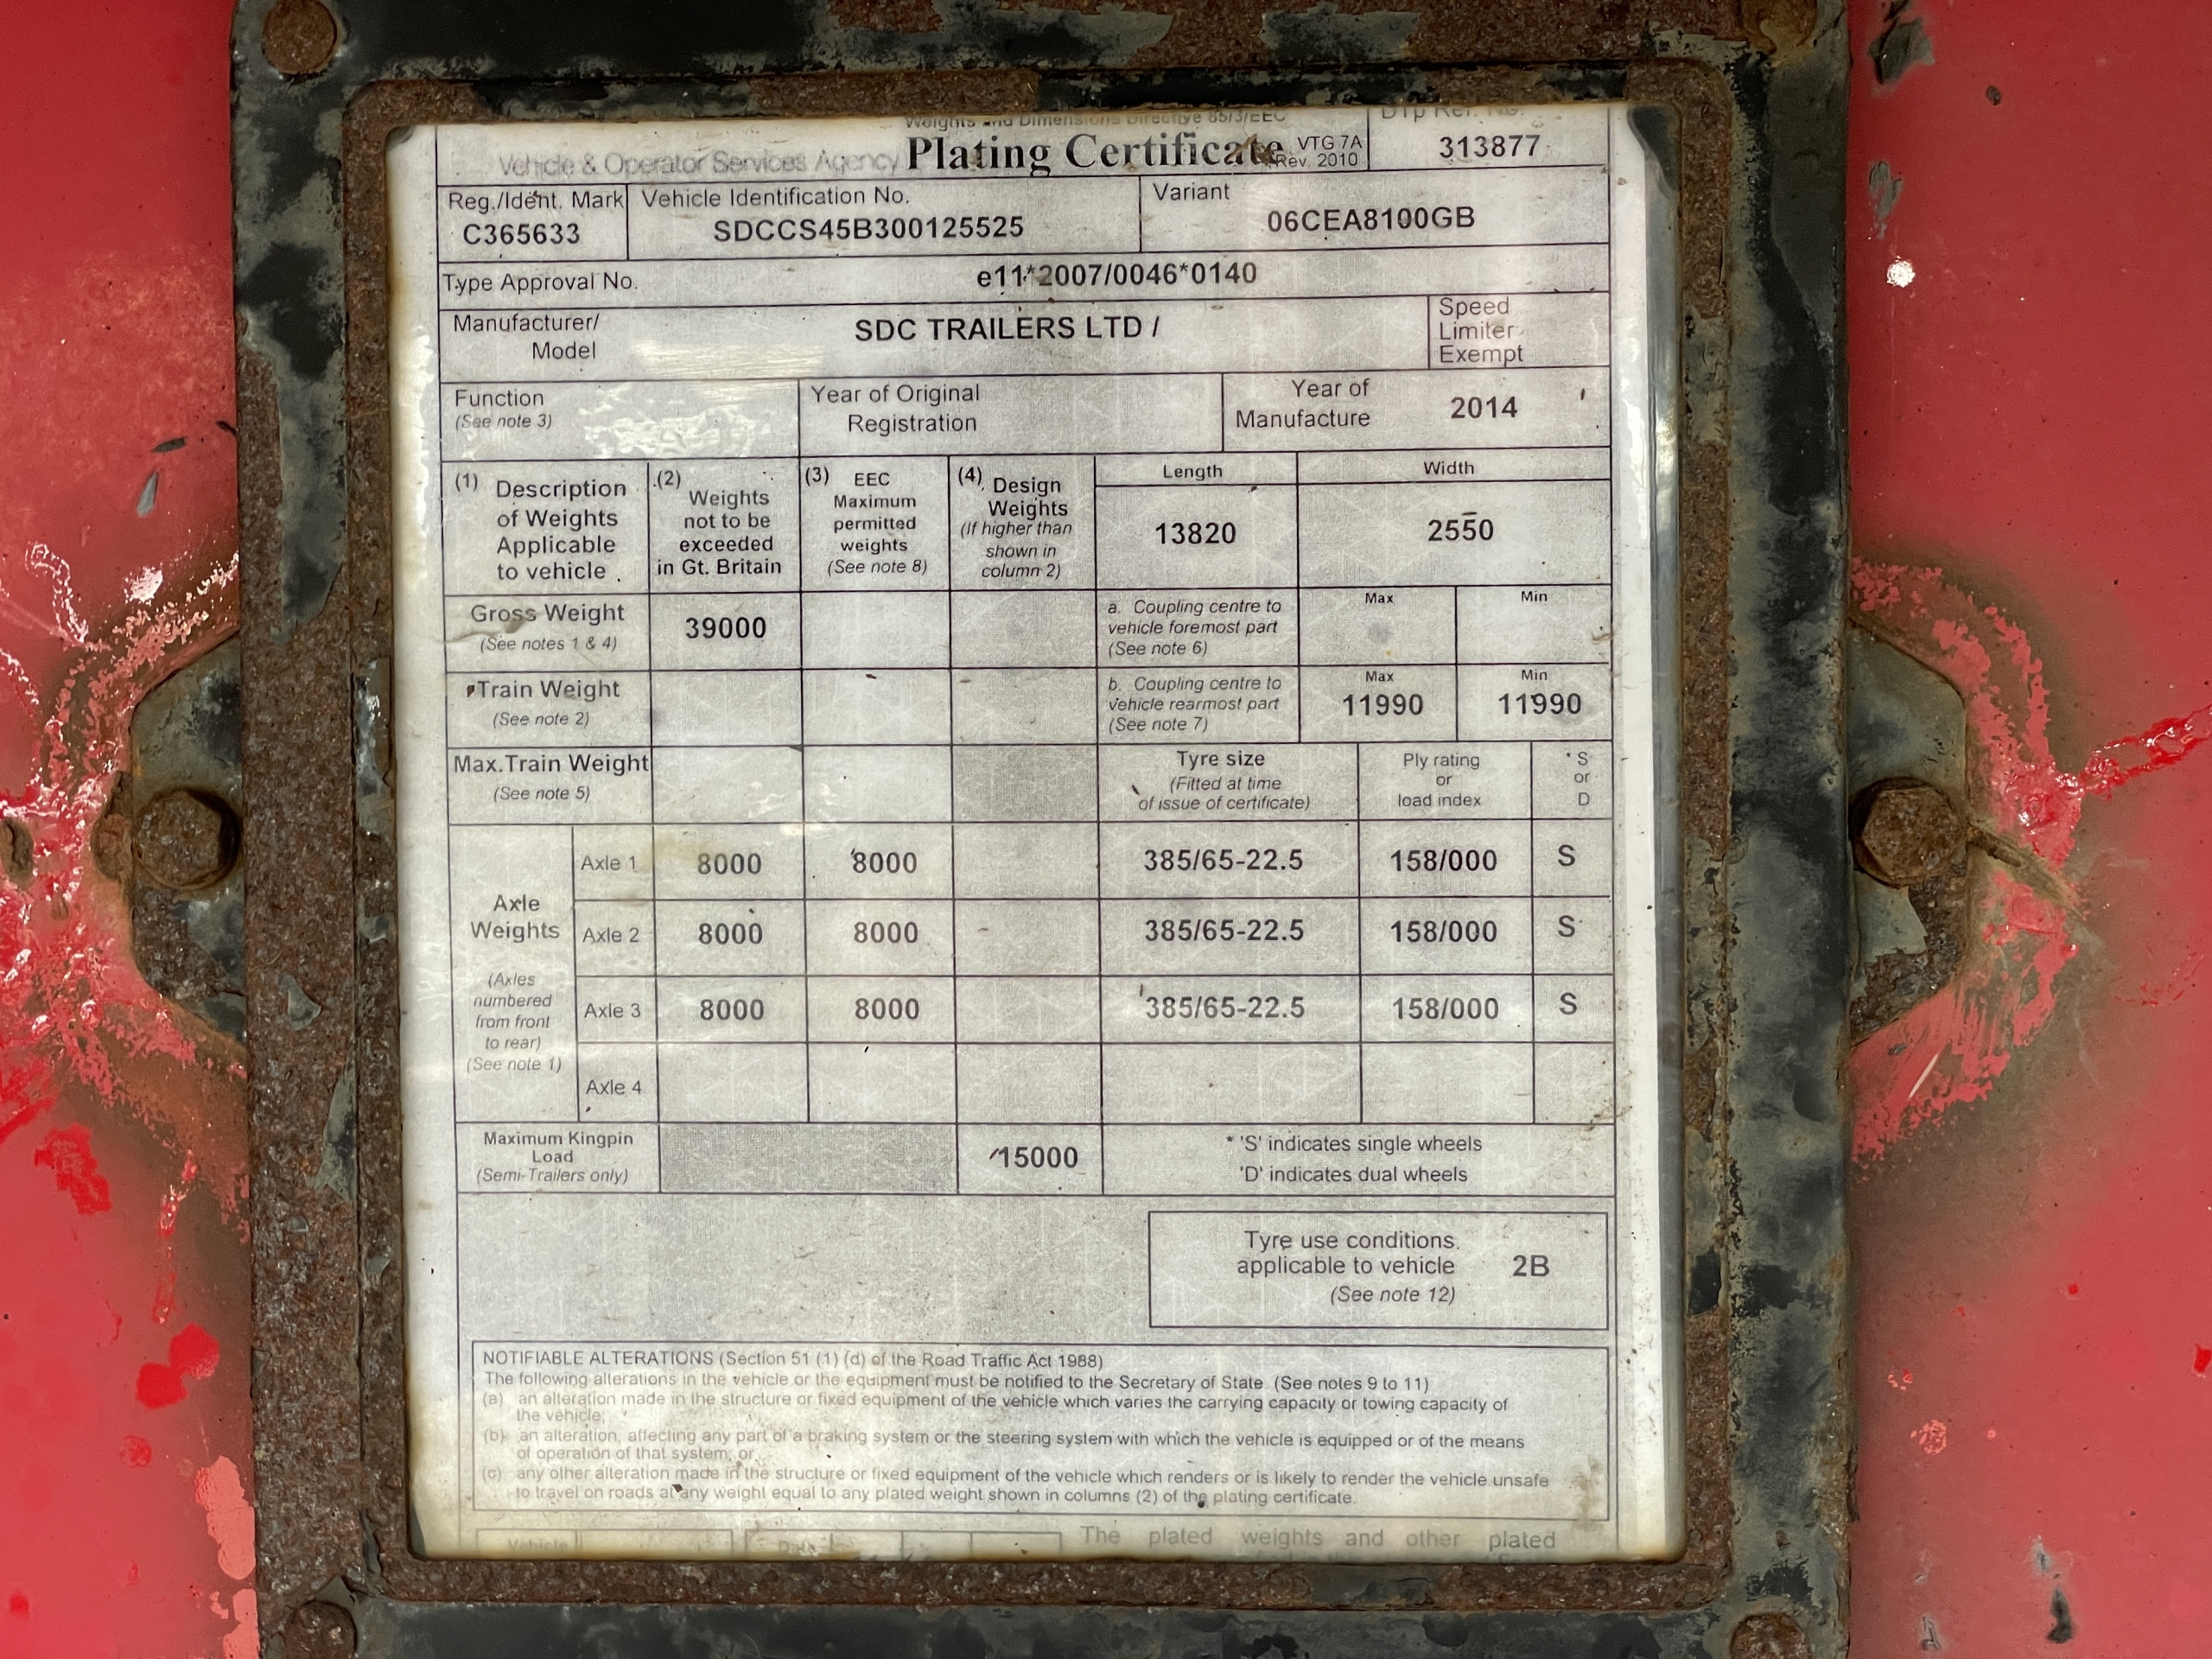 Weights and Dimensions Directive 85/3/EEC
DTp Ref. No.
Vehicle & Operator Services Agency Plating Certificate VTG 7A
Rev. 2010
313877
Reg./Ident. Mark
C365633
Vehicle Identification No.
SDCCS45B300125525
Variant
06CEA8100GB
Type Approval No.
e11*2007/0046*0140
Manufacturer/
Model
SDC TRAILERS LTD /
Speed
Limiter
Exempt
Function
(See note 3)
Year of Original
Registration
Year of
Manufacture
2014
(1) Description
of Weights
Applicable
to vehicle
(2)
Weights
not to be
exceeded
in Gt. Britain
(3) EEC
Maximum
permitted
weights
(See note 8)
(4) Design
Weights
(If higher than
shown in
column 2)
Length
13820
Width
2550
Gross Weight
(See notes 1 & 4)
39000
a. Coupling centre to
vehicle foremost part
(See note 6)
Max
Min
Train Weight
(See note 2)
b. Coupling centre to
vehicle rearmost part
(See note 7)
Max
11990
Min
11990
Max.Train Weight
(See note 5)
Tyre size
(Fitted at time
of issue of certificate)
Ply rating
or
load index
* S
or
D
Axle
Weights
(Axles
numbered
from front
to rear)
(See note 1)
Axle 1 8000 8000 385/65-22.5 158/000 S
Axle 2 8000 8000 385/65-22.5 158/000 S
Axle 3 8000 8000 385/65-22.5 158/000 S
Axle 4
Maximum Kingpin
Load
(Semi-Trailers only)
15000
* 'S' indicates single wheels
'D' indicates dual wheels
Tyre use conditions
applicable to vehicle
(See note 12)
2B
NOTIFIABLE ALTERATIONS (Section 51 (1) (d) of the Road Traffic Act 1988)
The following alterations in the vehicle or the equipment must be notified to the Secretary of State (See notes 9 to 11)
(a) an alteration made in the structure or fixed equipment of the vehicle which varies the carrying capacity or towing capacity of
the vehicle;
(b) an alteration, affecting any part of a braking system or the steering system with which the vehicle is equipped or of the means
of operation of that system; or
(c) any other alteration made in the structure or fixed equipment of the vehicle which renders or is likely to render the vehicle unsafe
to travel on roads at any weight equal to any plated weight shown in columns (2) of the plating certificate.
Vehicle
Date
The plated weights and other plated